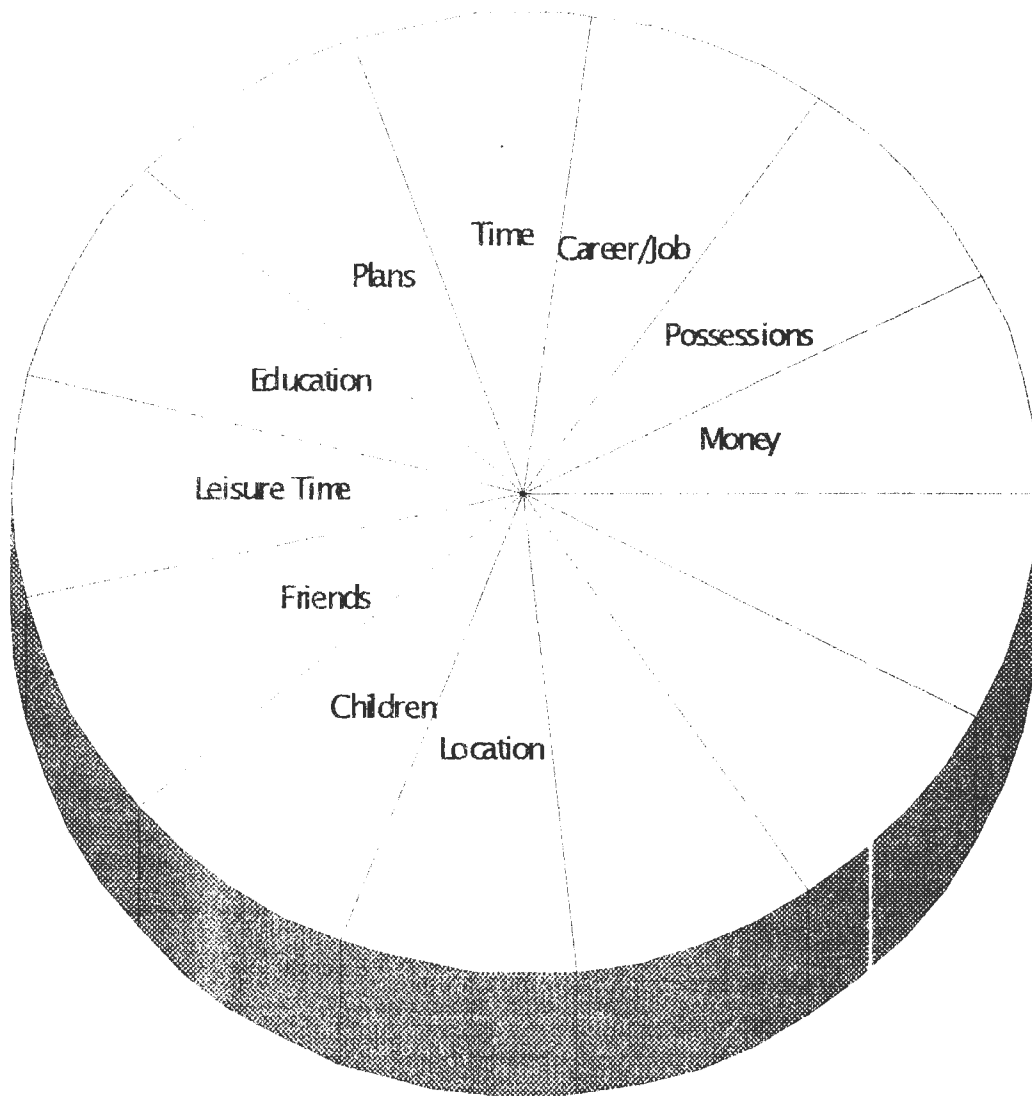 Time
Career/Job
Plans
Possessions
Education
Money
Leisure Time
Friends
Children
Location